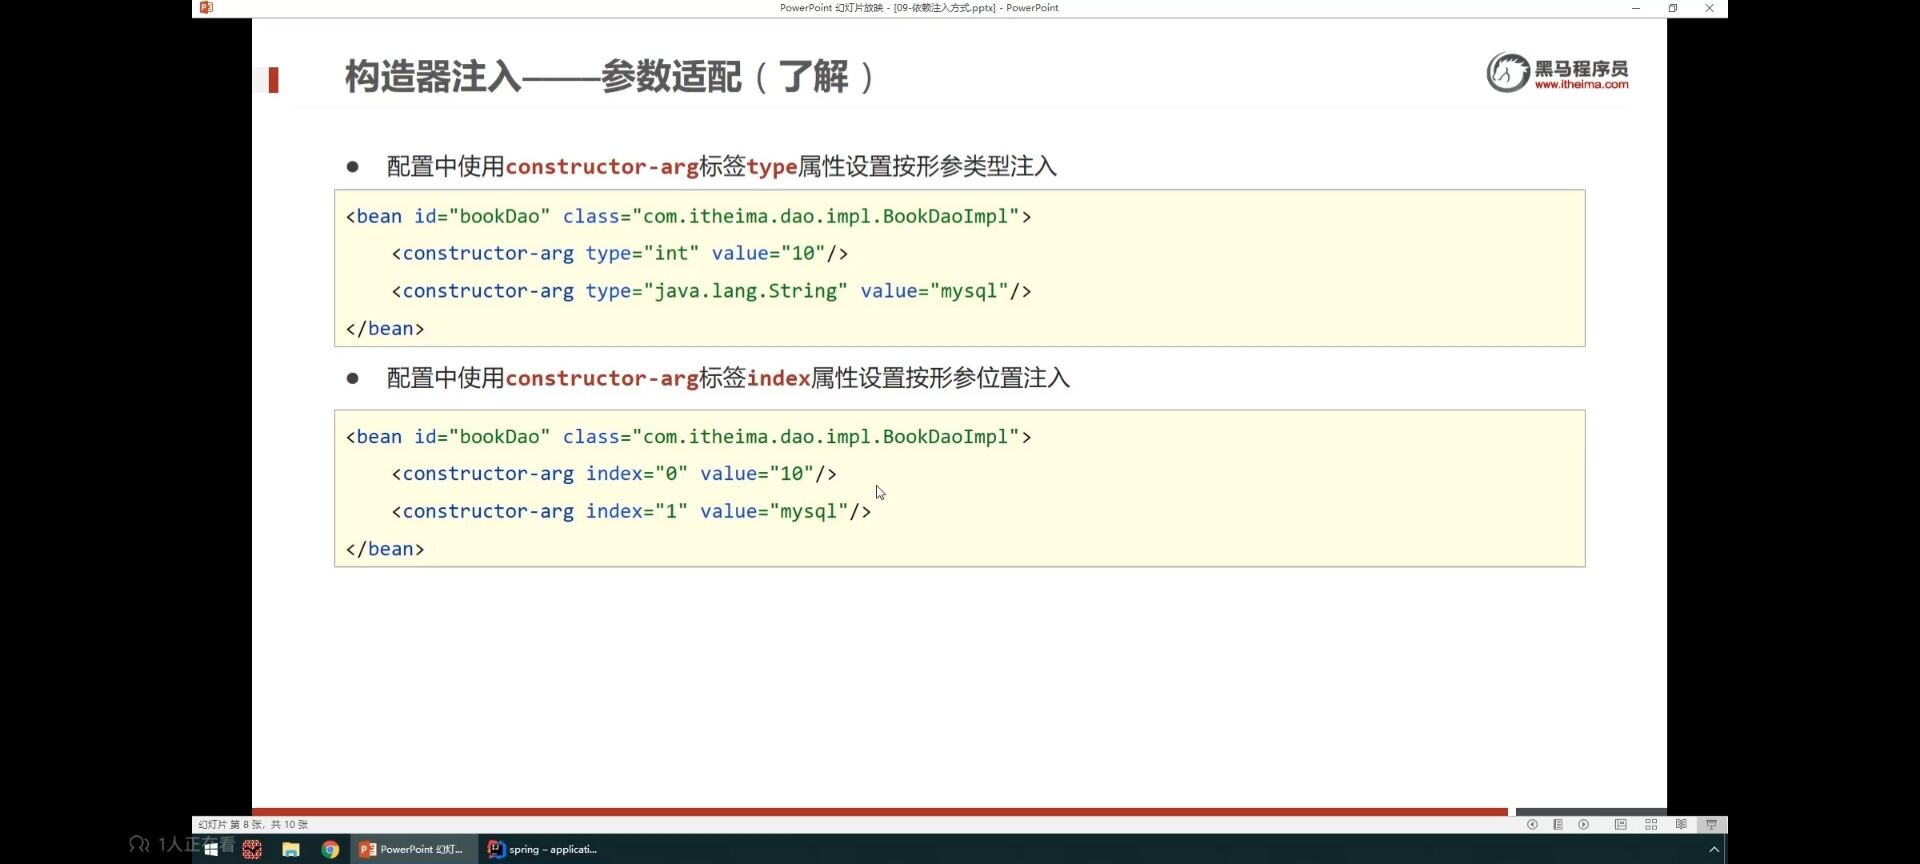 PowerPoint 幻灯片放映 - [09-依赖注入方式.pptx] - PowerPoint
构造器注入——参数适配（了解）
黑马程序员
www.itheima.com
● 配置中使用constructor-arg标签type属性设置按形参类型注入
<bean id="bookDao" class="com.itheima.dao.impl.BookDaoImpl">
    <constructor-arg type="int" value="10"/>
    <constructor-arg type="java.lang.String" value="mysql"/>
</bean>
● 配置中使用constructor-arg标签index属性设置按形参位置注入
<bean id="bookDao" class="com.itheima.dao.impl.BookDaoImpl">
    <constructor-arg index="0" value="10"/>
    <constructor-arg index="1" value="mysql"/>
</bean>
幻灯片 第 8 张，共 10 张
1人正在看
PowerPoint 幻灯...
spring – applicati...